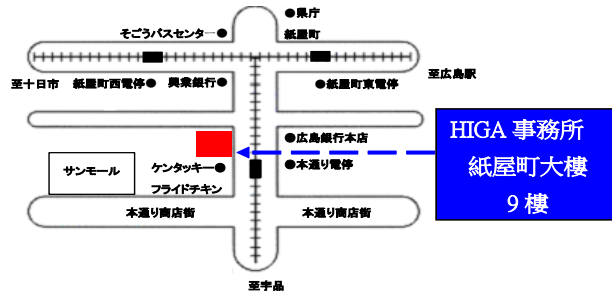 ●県庁
そごうバスセンター●
紙屋町
至十日市
紙屋町西電停●
興業銀行●
●紙屋町東電停
至広島駅
●広島銀行本店
HIGA 事務所
紙屋町大樓
9 樓
サンモール
ケンタッキー●
フライドチキン
●本通り電停
本通り商店街
本通り商店街
至宇品